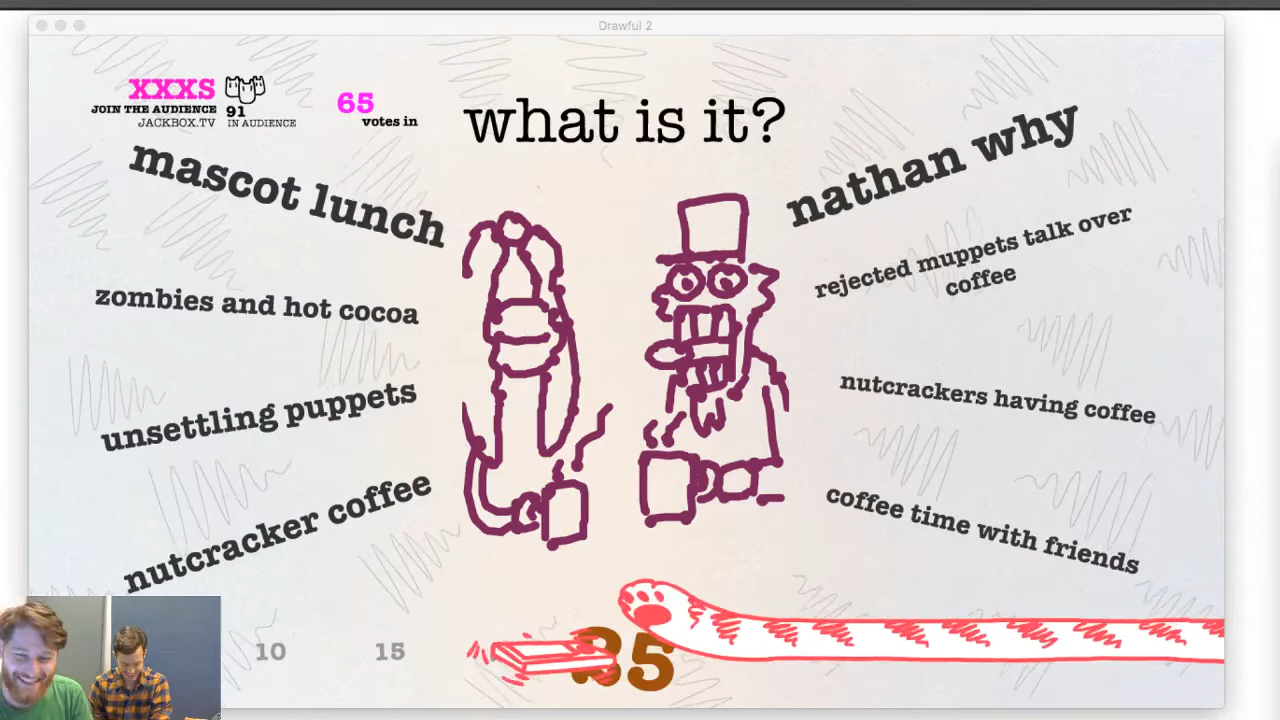 Drawful 2
XXXS
JOIN THE AUDIENCE
JACKBOX.TV
91
IN AUDIENCE
65
votes in
what is it?
mascot lunch
zombies and hot cocoa
unsettling puppets
nutcracker coffee
nathan why
rejected muppets talk over
coffee
nutcrackers having coffee
coffee time with friends
10
15
35